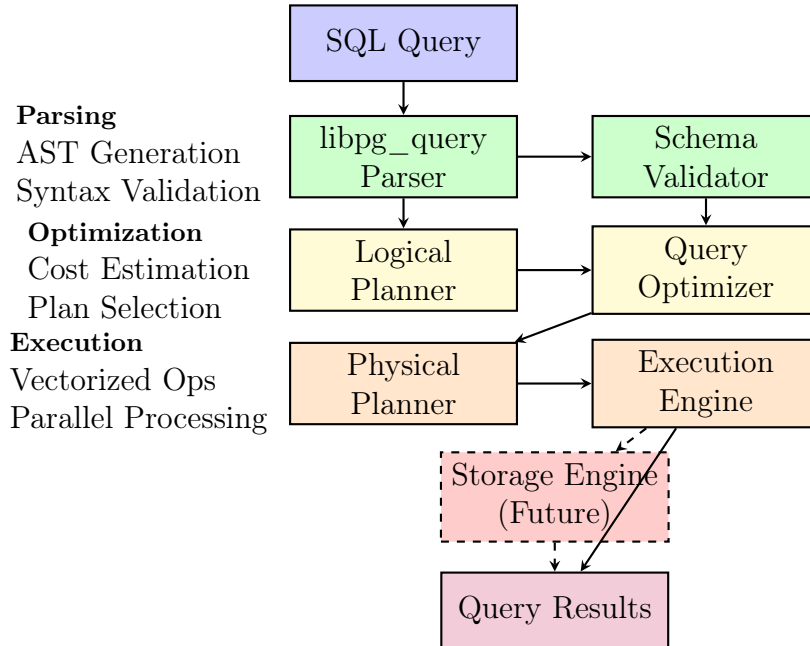 SQL Query
Parsing
AST Generation
Syntax Validation
libpg_query
Parser
Schema
Validator
Optimization
Cost Estimation
Plan Selection
Logical
Planner
Query
Optimizer
Execution
Vectorized Ops
Parallel Processing
Physical
Planner
Execution
Engine
Storage Engine
(Future)
Query Results